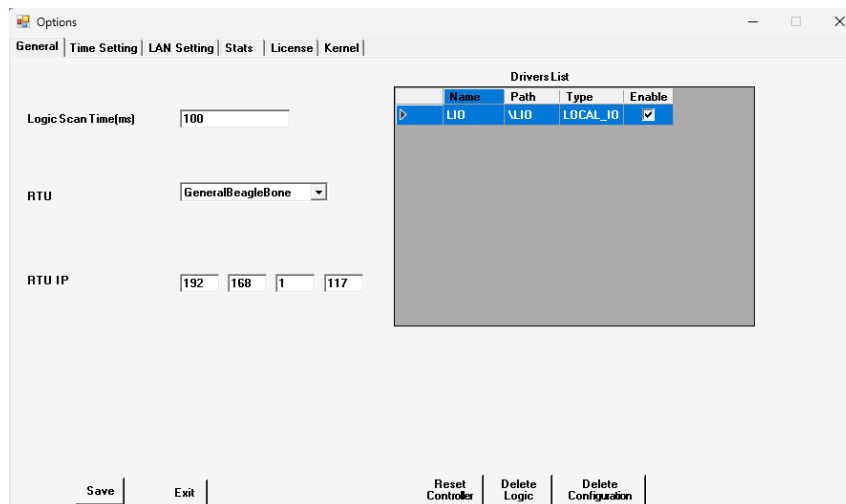 Options
General Time Setting LAN Setting Stats License Kernel
Drivers List
Name Path Type Enable
LIO \LIO LOCAL_IO
Logic Scan Time(ms) 100
RTU GeneralBeagleBone
RTU IP 192 168 1 117
Save Exit
Reset Controller
Delete Logic
Delete Configuration